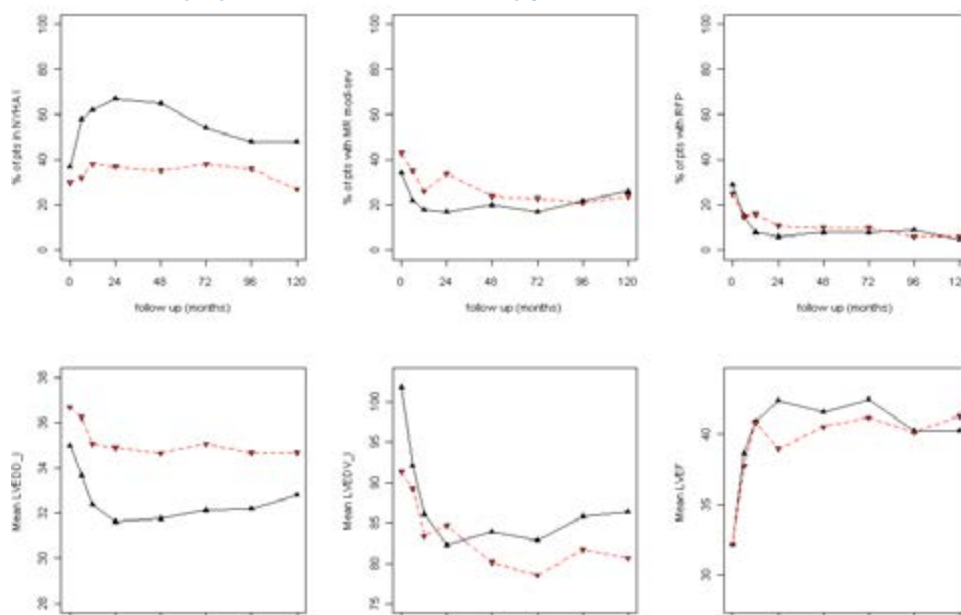 % of pts in NYHA I
100
80
60
40
20
0
0 24 48 72 96 120
follow up (months)
% of pts with MR mod-sev
100
80
60
40
20
0
0 24 48 72 96 120
follow up (months)
% of pts with RFP
100
80
60
40
20
0
0 24 48 72 96 120
follow up (months)
Mean LVEDD_I
38
36
34
32
30
28
Mean LVEDV_I
100
95
90
85
80
75
Mean LVEF
40
35
30